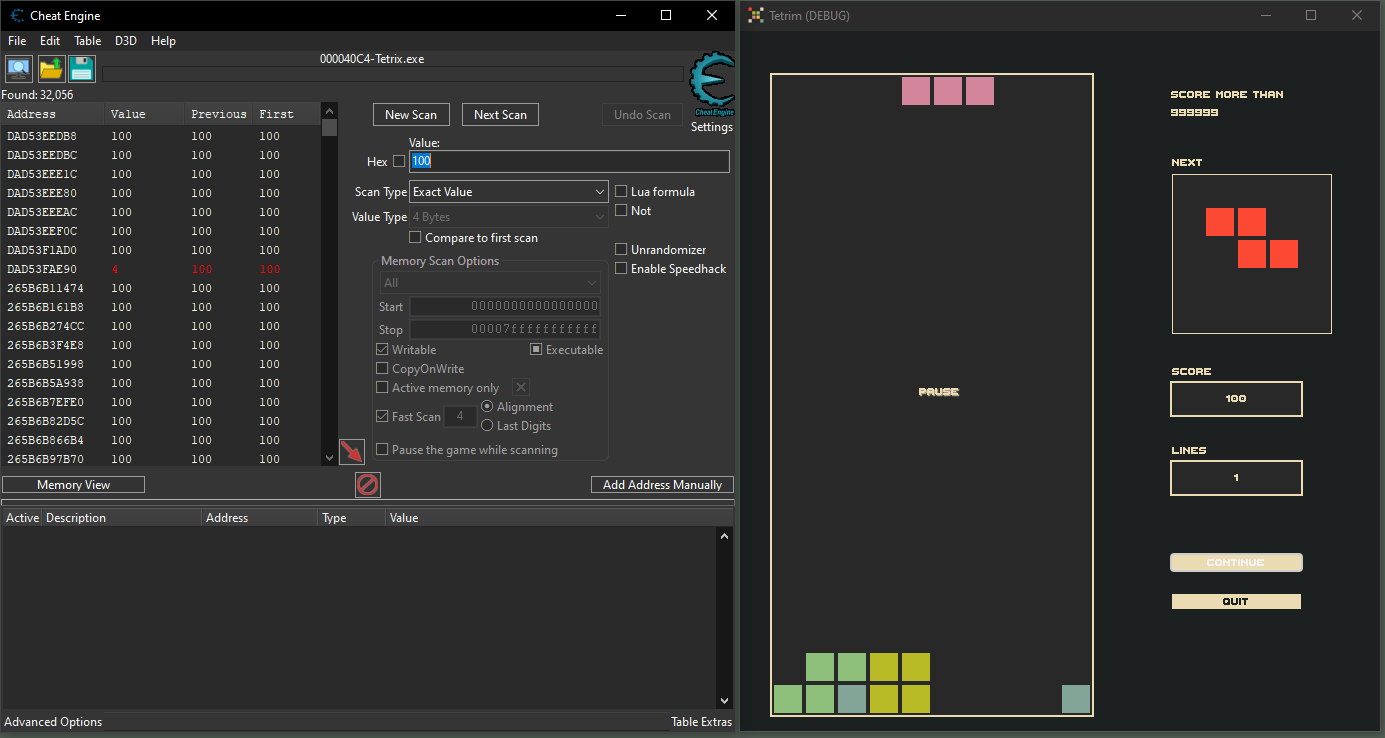 Cheat Engine
File Edit Table D3D Help
000040C4-Tetrix.exe
Found: 32,056
Address Value Previous First
DAD53EEDB8 100 100 100
DAD53EEDBC 100 100 100
DAD53EEE1C 100 100 100
DAD53EEE80 100 100 100
DAD53EEEAC 100 100 100
DAD53EEF0C 100 100 100
DAD53F1AD0 100 100 100
DAD53FAE90 4 100 100
265B6B11474 100 100 100
265B6B161B8 100 100 100
265B6B274CC 100 100 100
265B6B3F4E8 100 100 100
265B6B51998 100 100 100
265B6B5A938 100 100 100
265B6B7EFE0 100 100 100
265B6B82D5C 100 100 100
265B6B866B4 100 100 100
265B6B97B70 100 100 100
New Scan Next Scan Undo Scan
Cheat Engine
Settings
Value:
Hex 100
Scan Type Exact Value
Lua formula
Not
Value Type 4 Bytes
Compare to first scan
Unrandomizer
Enable Speedhack
Memory Scan Options
All
Start 0000000000000000
Stop 00007fffffffffff
Writable Executable
CopyOnWrite
Active memory only
Fast Scan 4 Alignment
Last Digits
Pause the game while scanning
Memory View Add Address Manually
Active Description Address Type Value
Advanced Options Table Extras
Tetrim (DEBUG)
SCORE MORE THAN
999999
NEXT
PAUSE
SCORE
100
LINES
1
CONTINUE
QUIT